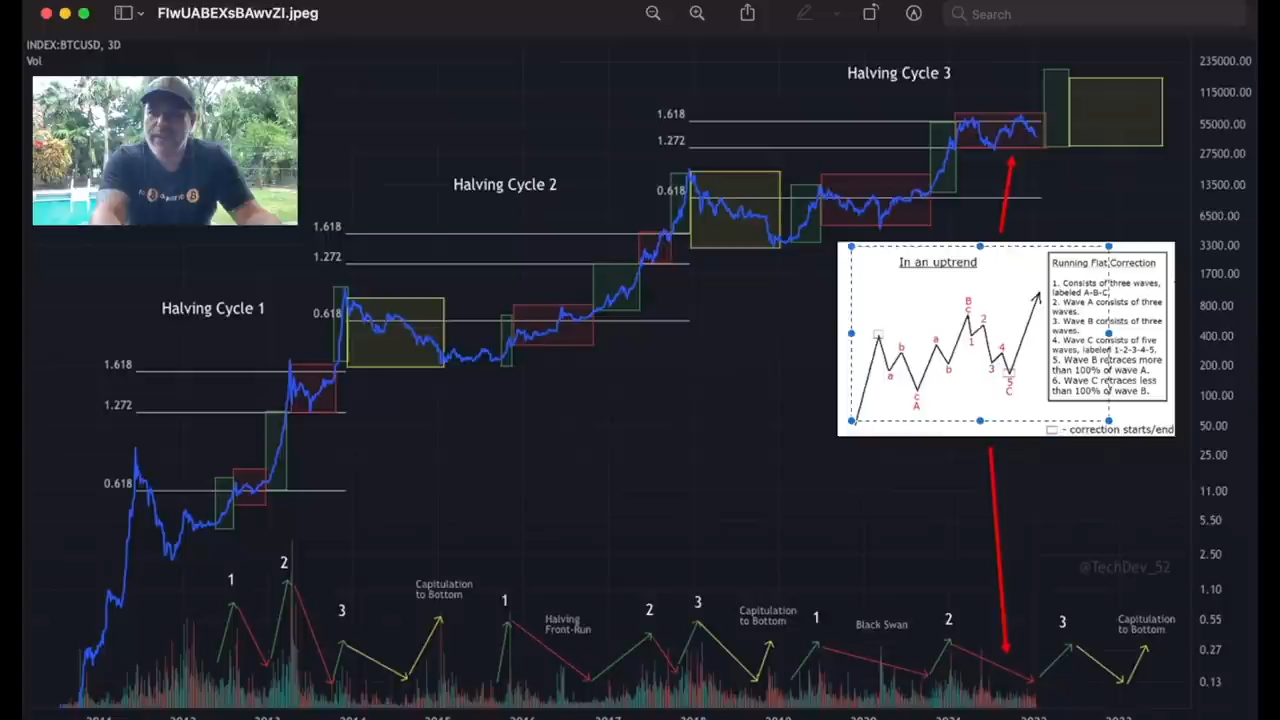 FIwUABEXsBAwvZI.jpeg
Search
INDEX:BTCUSD, 3D
Vol
235000.00
115000.00
55000.00
27500.00
13500.00
6500.00
3300.00
1700.00
800.00
400.00
200.00
100.00
50.00
25.00
11.00
5.50
2.50
1.10
0.55
0.27
0.13
Halving Cycle 3
1.618
1.272
0.618
Halving Cycle 2
1.618
1.272
0.618
Halving Cycle 1
1.618
1.272
0.618
In an uptrend
a
b
c
A
a
b
B
c
1
2
3
4
5
C
Running Flat Correction
1. Consists of three waves,
labeled A-B-C.
2. Wave A consists of three
waves.
3. Wave B consists of three
waves.
4. Wave C consists of five
waves, labeled 1-2-3-4-5.
5. Wave B retraces more
than 100% of wave A.
6. Wave C retraces less
than 100% of wave B.
- correction starts/end
@TechDev_52
1
2
3
Capitulation
to Bottom
1
Halving
Front-Run
2
3
Capitulation
to Bottom
1
Black Swan
2
3
Capitulation
to Bottom